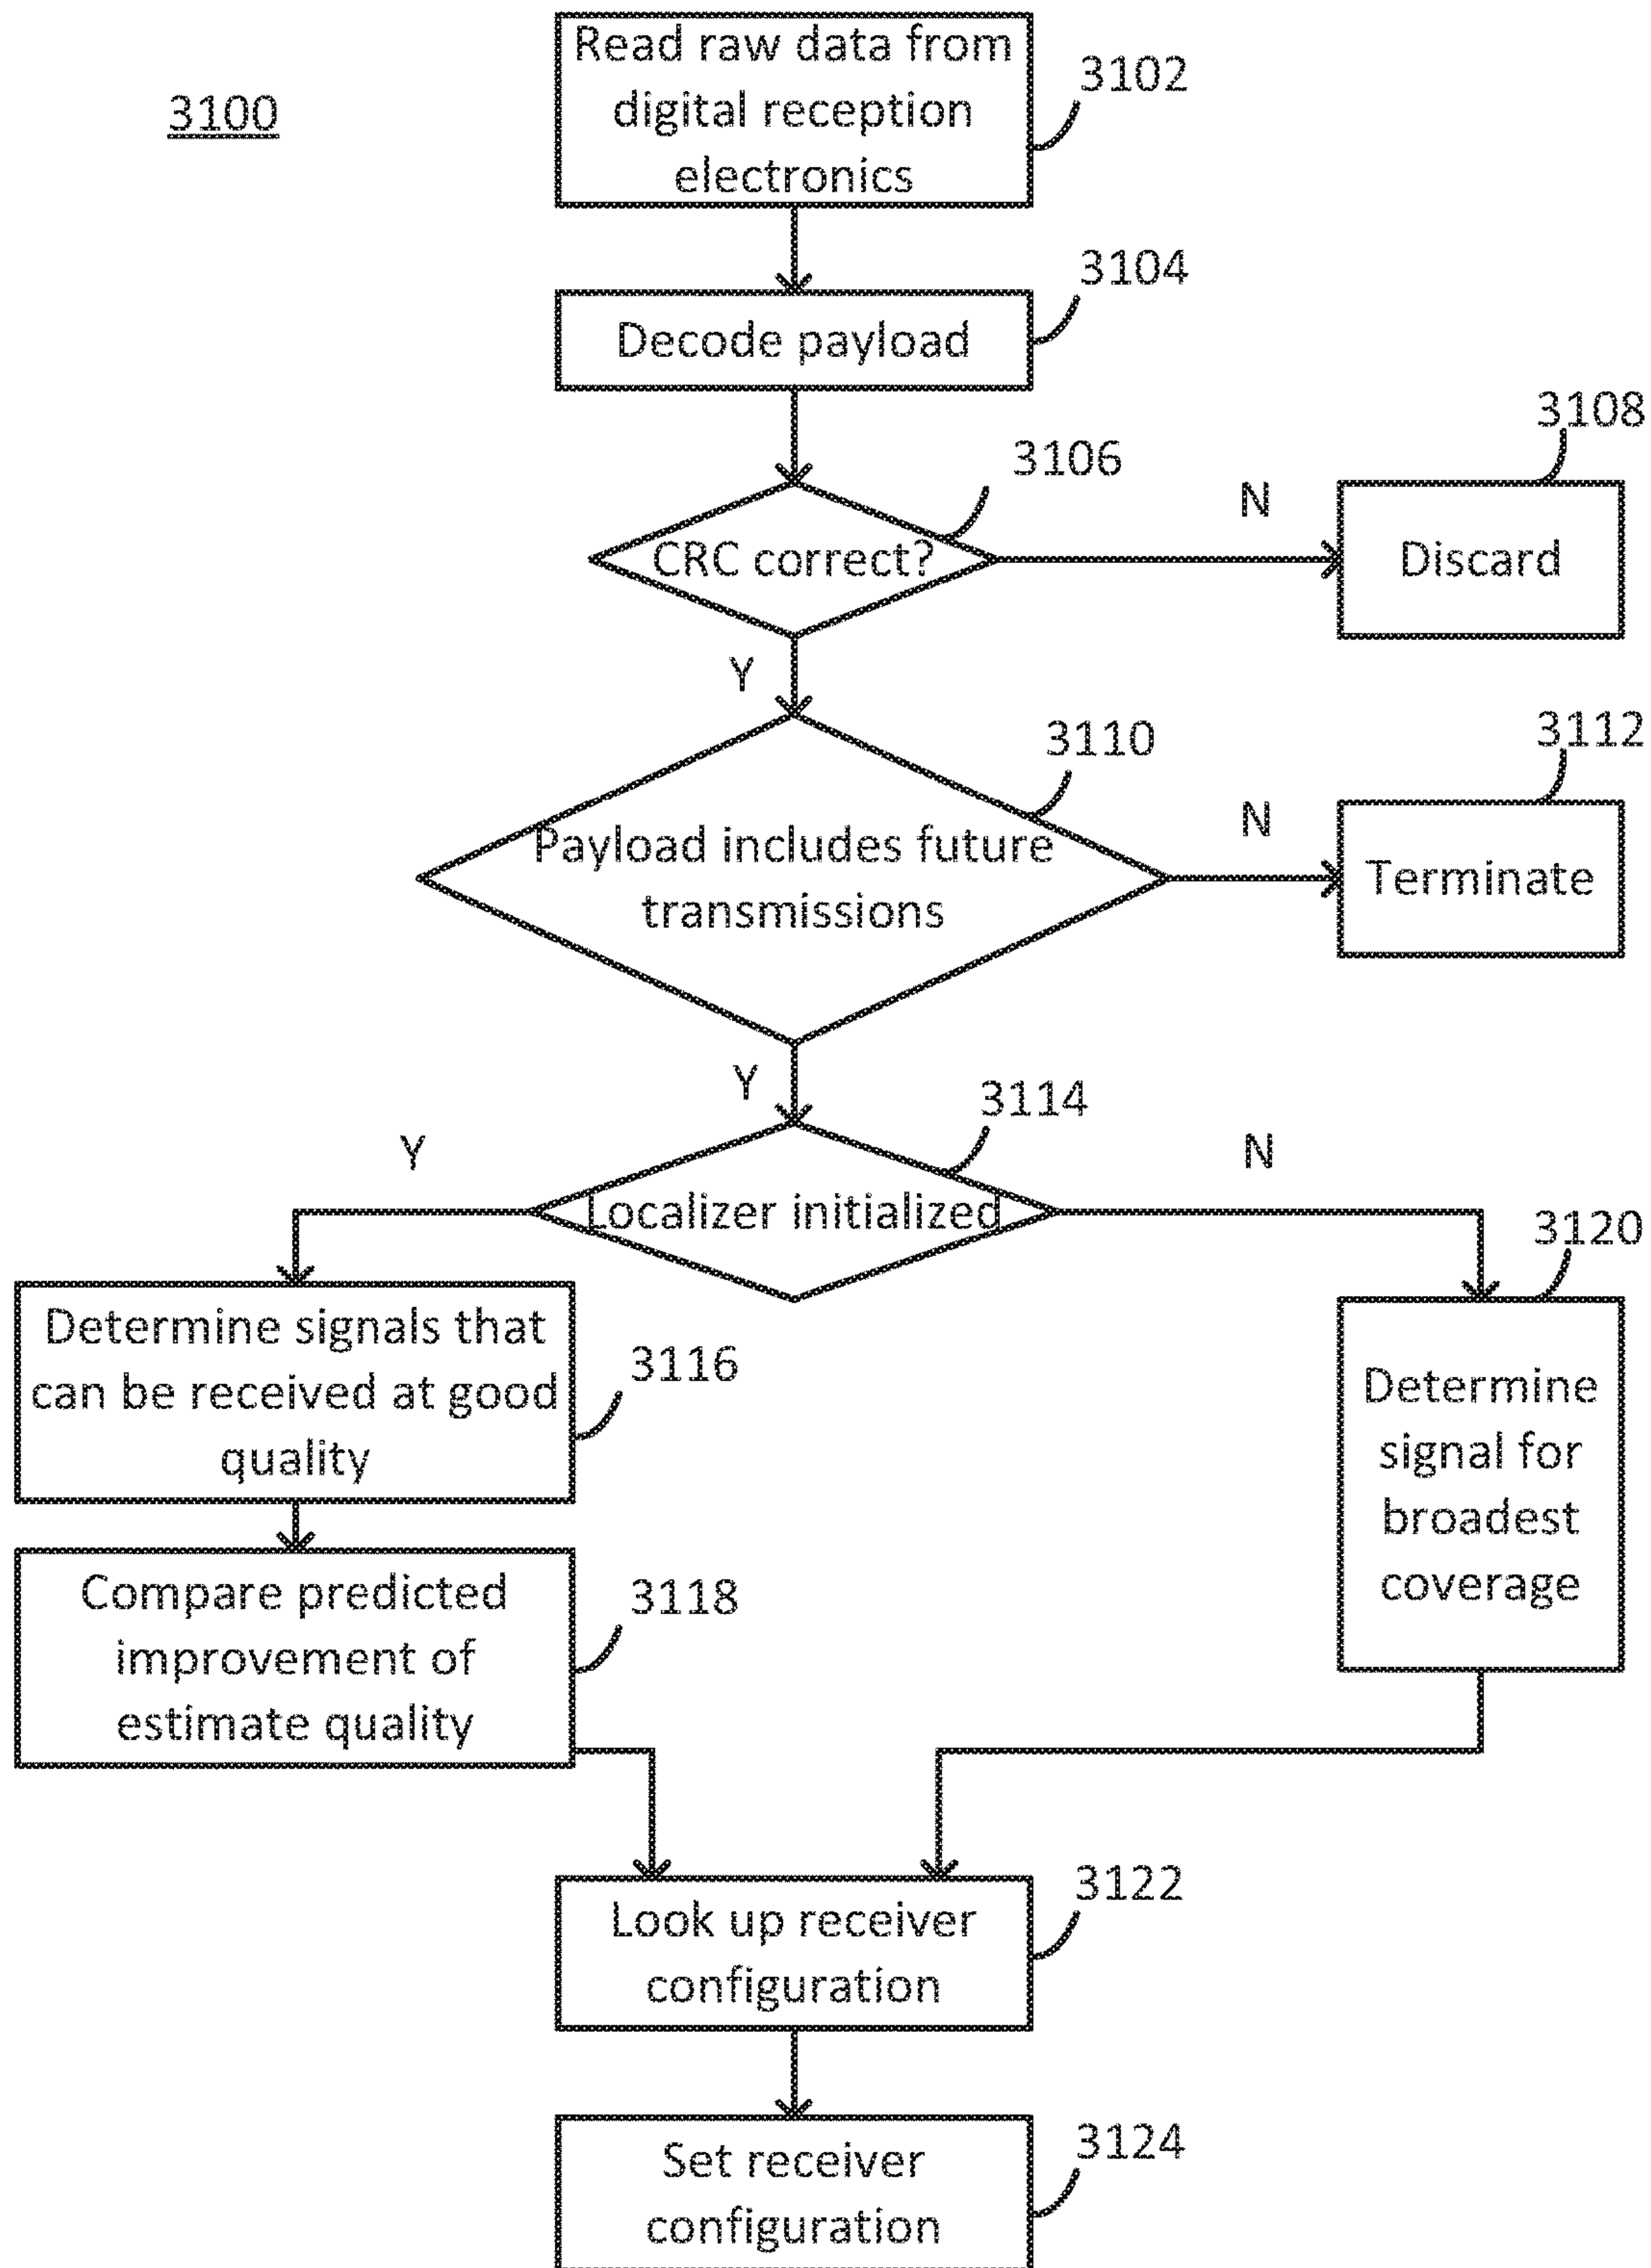 3100
Read raw data from
digital reception
electronics
3102
Decode payload
3104
CRC correct?
3106
N
Discard
3108
Y
Payload includes future
transmissions
3110
N
Terminate
3112
Y
Localizer initialized
3114
Y
N
Determine signals that
can be received at good
quality
3116
Compare predicted
improvement of
estimate quality
3118
Determine
signal for
broadest
coverage
3120
Look up receiver
configuration
3122
Set receiver
configuration
3124